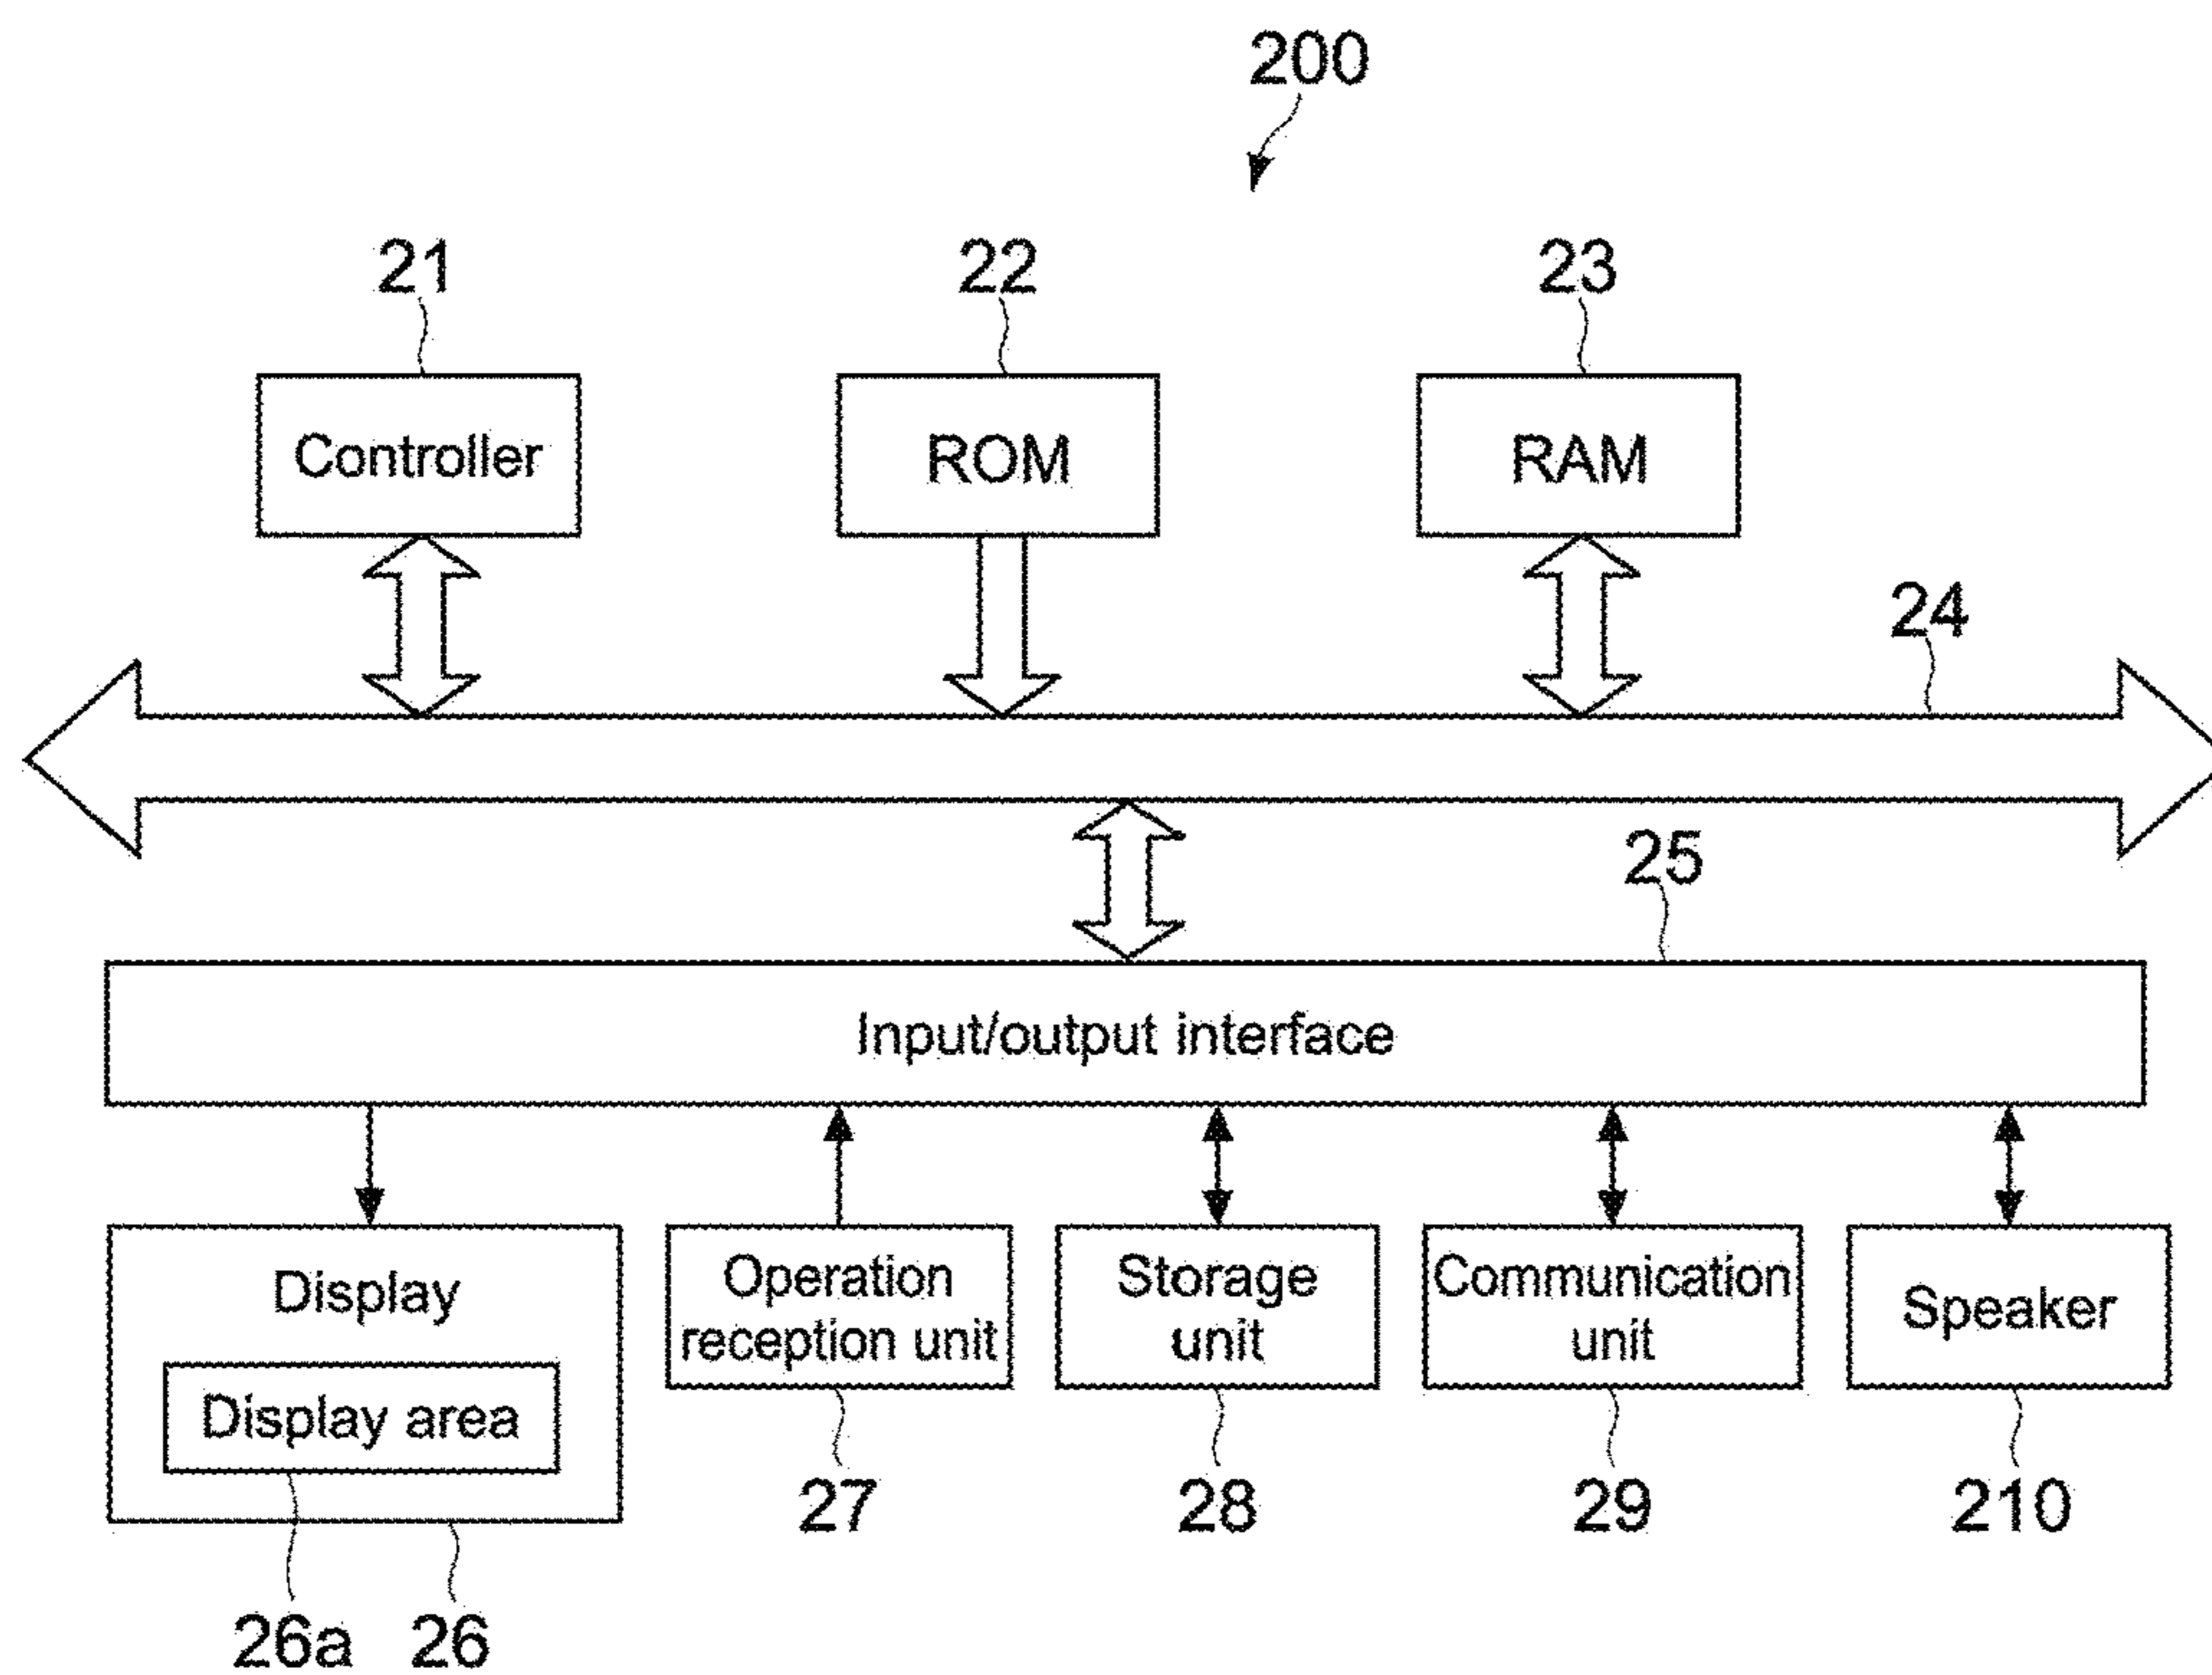 200
21
22
23
Controller
ROM
RAM
24
25
Input/output interface
Display
Display area
Operation
reception unit
Storage
unit
Communication
unit
Speaker
27
28
29
210
26a
26